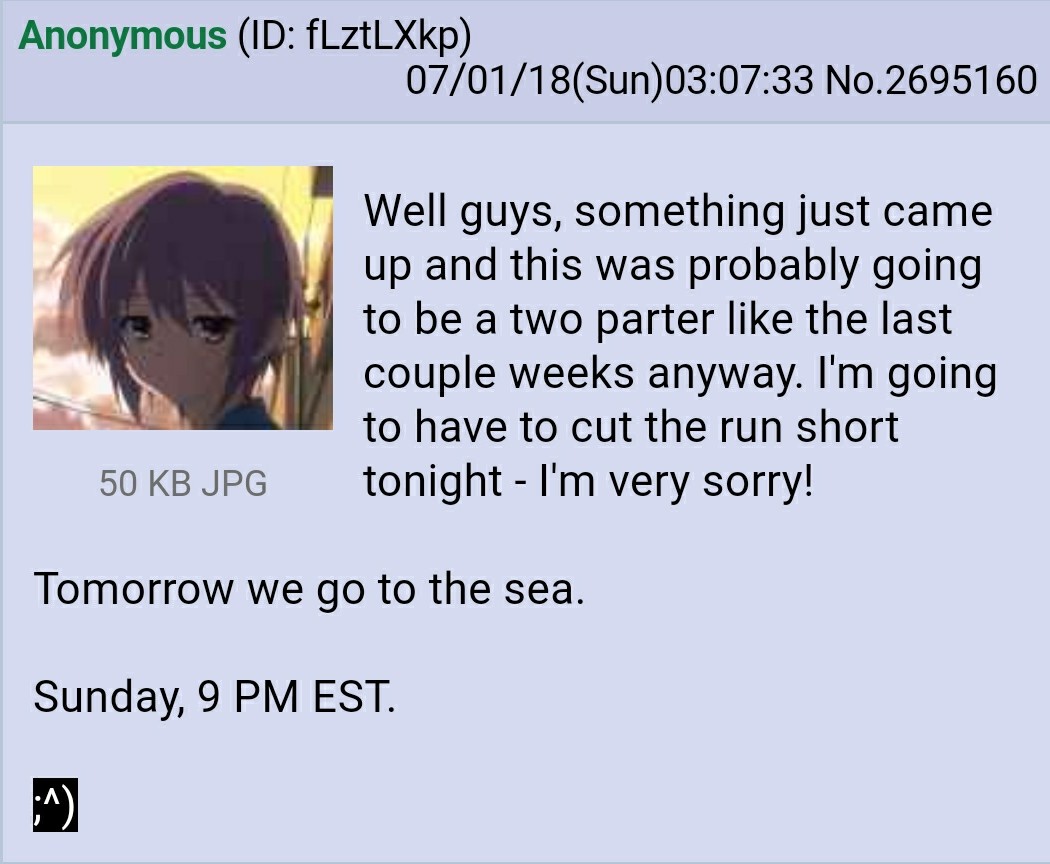 Anonymous (ID: fLztLXkp)
07/01/18(Sun)03:07:33 No.2695160
Well guys, something just came
up and this was probably going
to be a two parter like the last
couple weeks anyway. I'm going
to have to cut the run short
tonight - I'm very sorry!
50 KB JPG
Tomorrow we go to the sea.
Sunday, 9 PM EST.
;^)